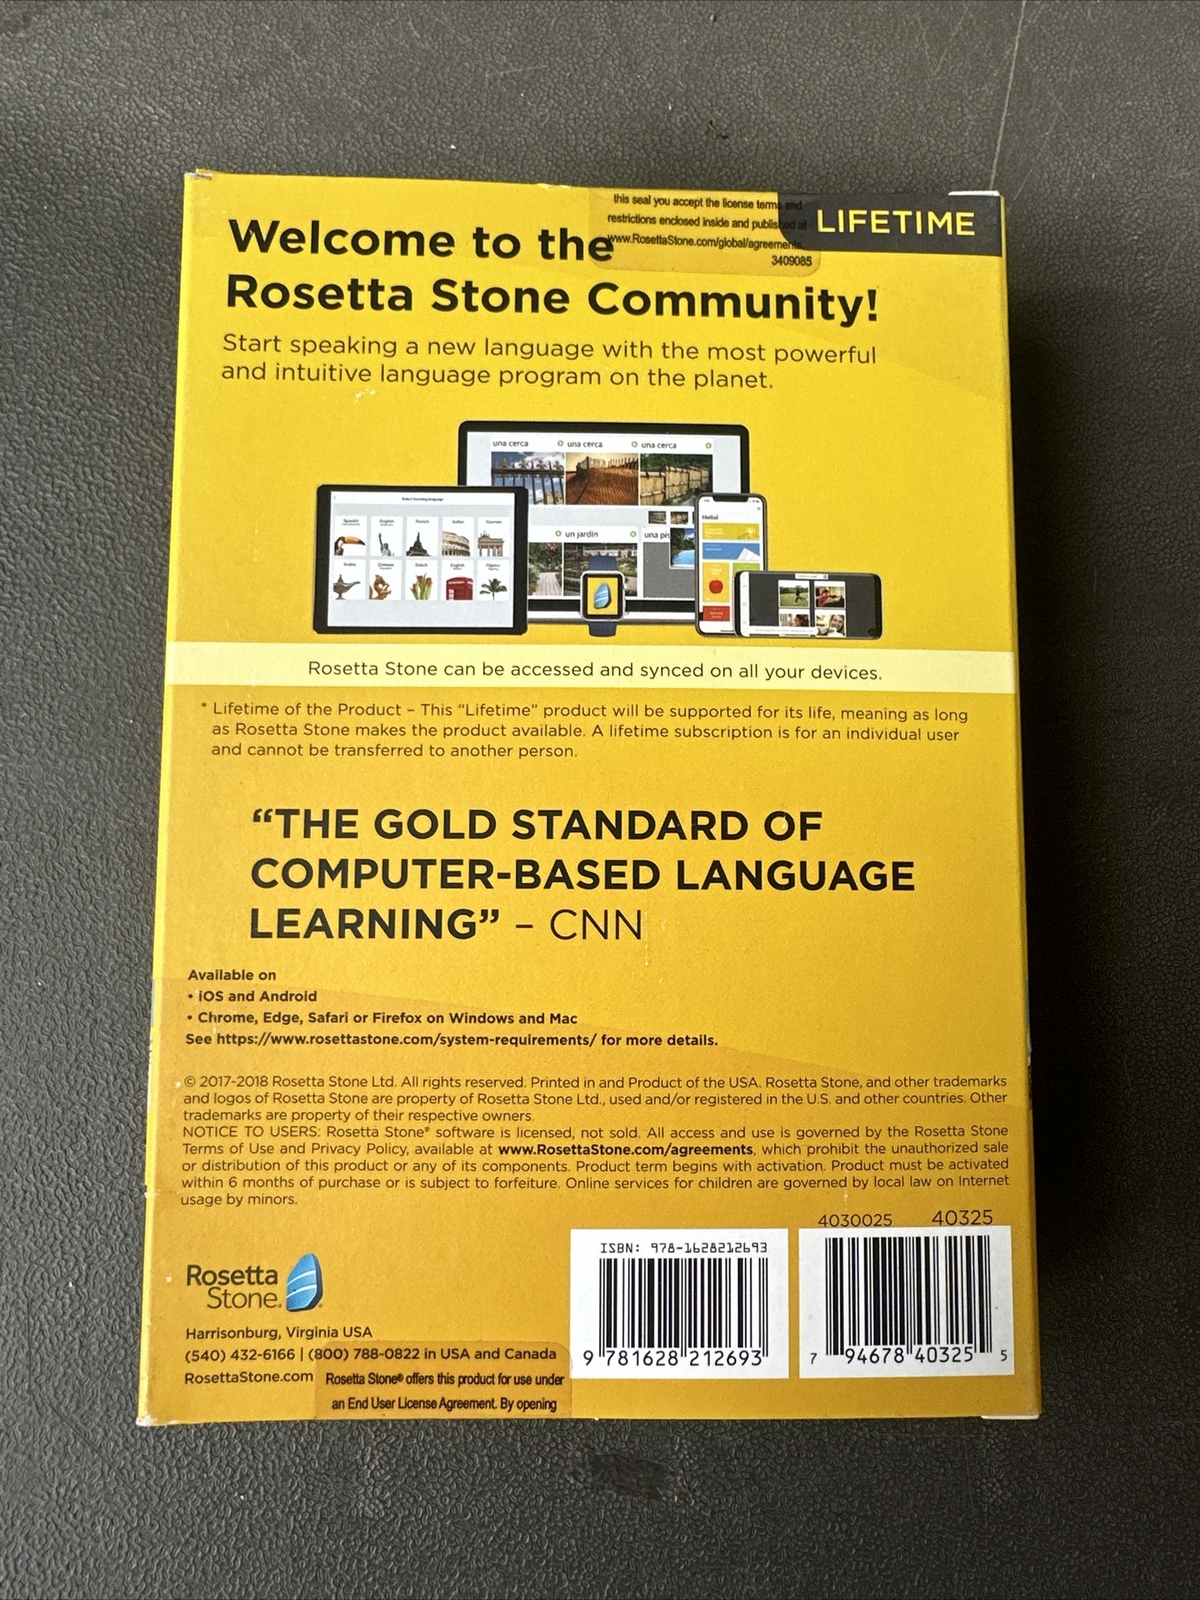 this seal you accept the license terms and
restrictions enclosed inside and published at
www.RosettaStone.com/global/agreements.
3409085
LIFETIME
Welcome to the
Rosetta Stone Community!
Start speaking a new language with the most powerful
and intuitive language program on the planet.
una cerca
una cerca
una cerca
un jardín
una pis
Select learning language
Spanish
English
French
Italian
German
Arabic
Chinese
Dutch
English
Filipino
Hello!
Rosetta Stone can be accessed and synced on all your devices.
* Lifetime of the Product – This “Lifetime” product will be supported for its life, meaning as long
as Rosetta Stone makes the product available. A lifetime subscription is for an individual user
and cannot be transferred to another person.
“THE GOLD STANDARD OF
COMPUTER-BASED LANGUAGE
LEARNING” – CNN
Available on
• iOS and Android
• Chrome, Edge, Safari or Firefox on Windows and Mac
See https://www.rosettastone.com/system-requirements/ for more details.
© 2017-2018 Rosetta Stone Ltd. All rights reserved. Printed in and Product of the USA. Rosetta Stone, and other trademarks
and logos of Rosetta Stone are property of Rosetta Stone Ltd., used and/or registered in the U.S. and other countries. Other
trademarks are property of their respective owners.
NOTICE TO USERS: Rosetta Stone® software is licensed, not sold. All access and use is governed by the Rosetta Stone
Terms of Use and Privacy Policy, available at www.RosettaStone.com/agreements, which prohibit the unauthorized sale
or distribution of this product or any of its components. Product term begins with activation. Product must be activated
within 6 months of purchase or is subject to forfeiture. Online services for children are governed by local law on Internet
usage by minors.
4030025 40325
ISBN: 978-1628212693
9 781628 212693
7 94678 40325 5
Rosetta
Stone®
Harrisonburg, Virginia USA
(540) 432-6166 | (800) 788-0822 in USA and Canada
RosettaStone.com
Rosetta Stone® offers this product for use under
an End User License Agreement. By opening